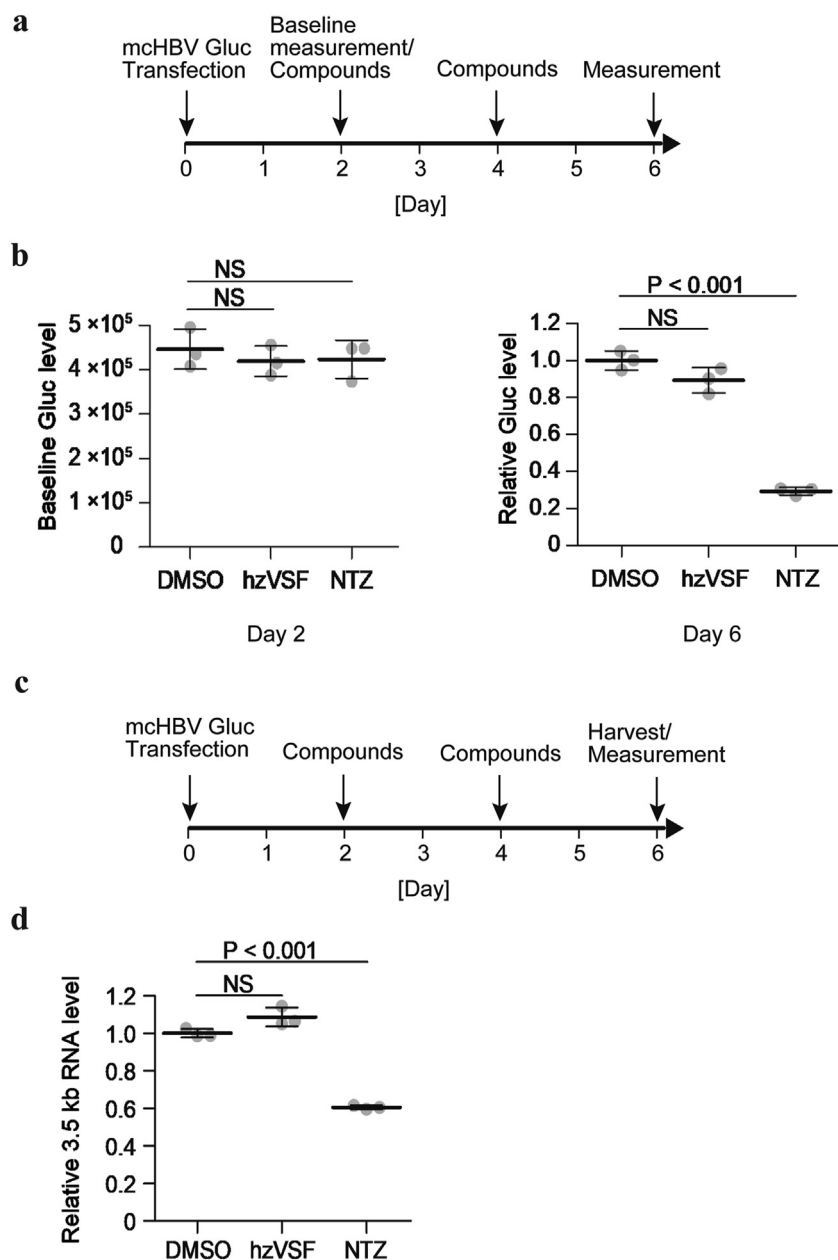 a
mcHBV Gluc
Transfection
Baseline
measurement/
Compounds
Compounds
Measurement
0 1 2 3 4 5 6
[Day]
b
NS
NS
5 ×10⁵
4 ×10⁵
3 ×10⁵
2 ×10⁵
1 ×10⁵
0
Baseline Gluc level
DMSO hzVSF NTZ
Day 2
P < 0.001
NS
1.2
1.0
0.8
0.6
0.4
0.2
0
Relative Gluc level
DMSO hzVSF NTZ
Day 6
c
mcHBV Gluc
Transfection
Compounds
Compounds
Harvest/
Measurement
0 1 2 3 4 5 6
[Day]
d
P < 0.001
NS
1.2
1.0
0.8
0.6
0.4
0.2
0
Relative 3.5 kb RNA level
DMSO hzVSF NTZ